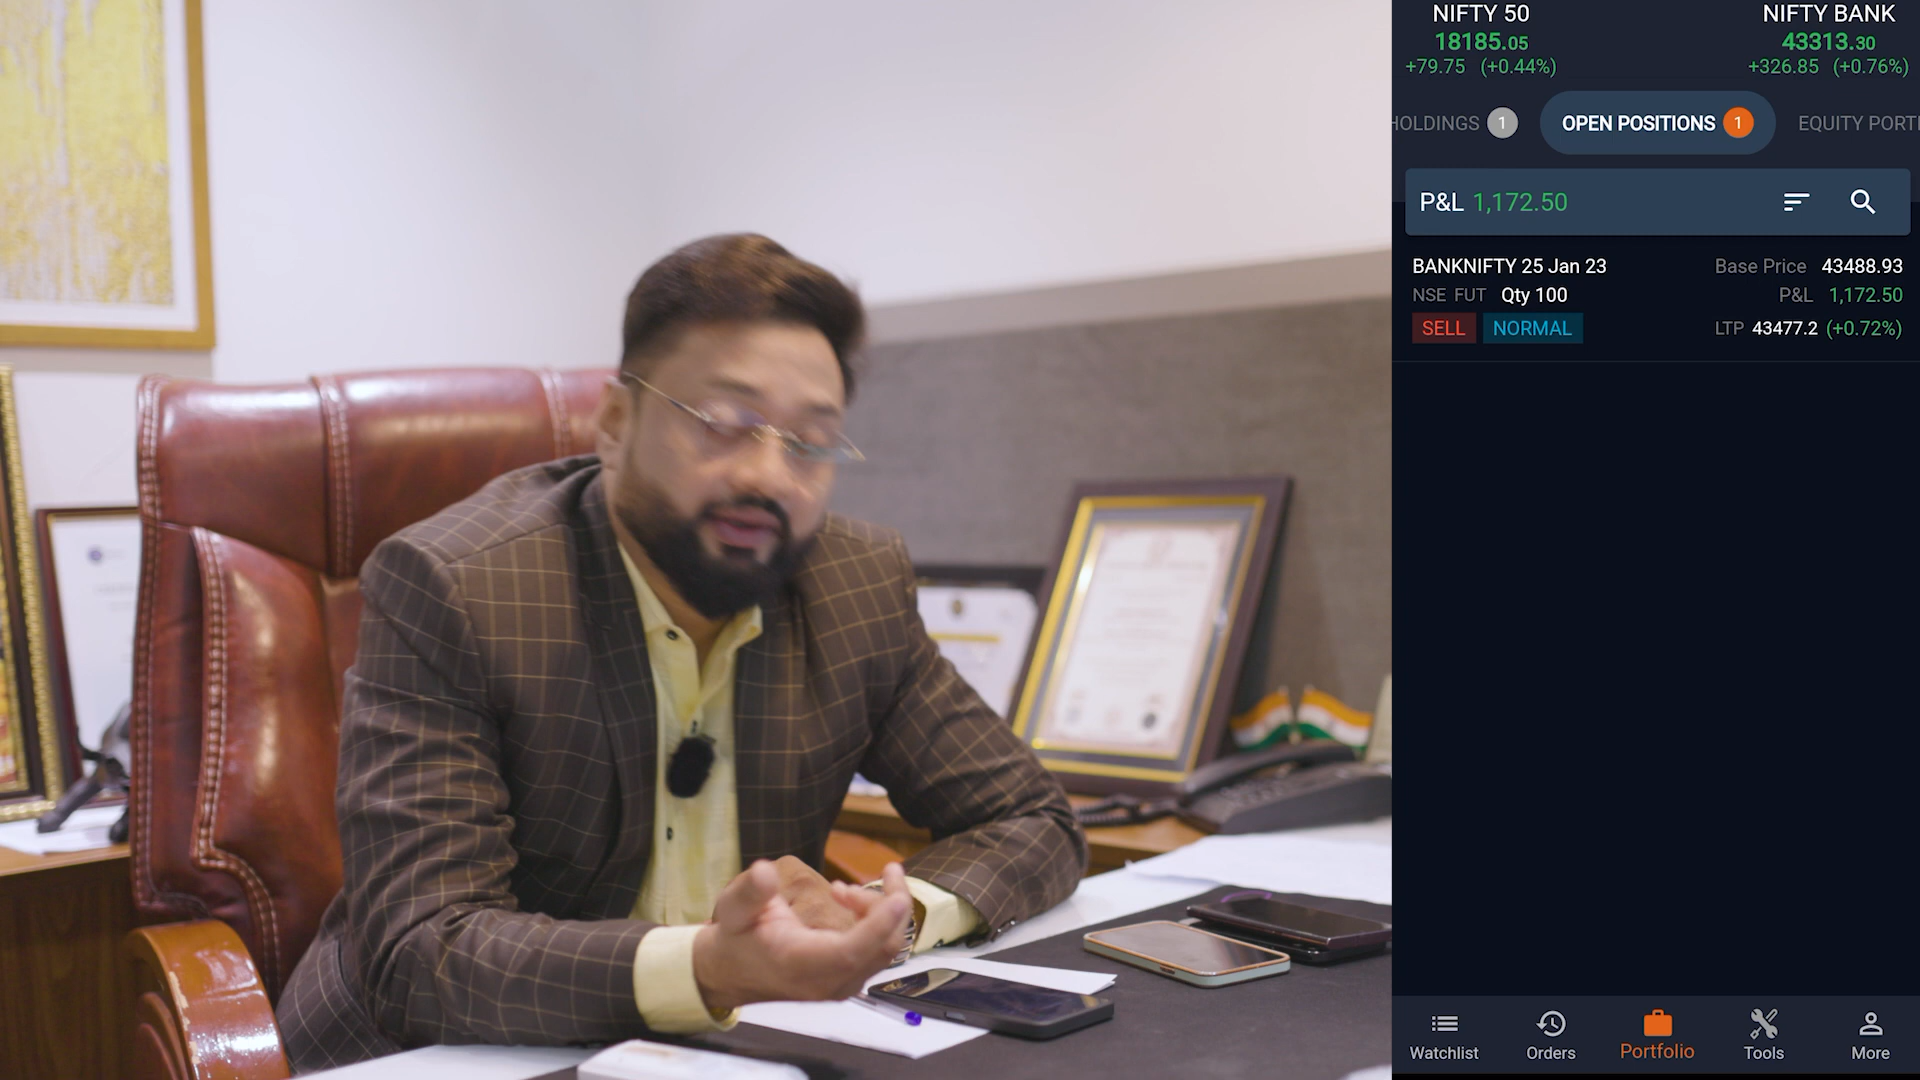 NIFTY 50
18185.05
+79.75 (+0.44%)
NIFTY BANK
43313.30
+326.85 (+0.76%)
HOLDINGS 1
OPEN POSITIONS 1
EQUITY PORT
P&L 1,172.50
BANKNIFTY 25 Jan 23
Base Price 43488.93
NSE FUT Qty 100
P&L 1,172.50
SELL NORMAL
LTP 43477.2 (+0.72%)
Watchlist
Orders
Portfolio
Tools
More